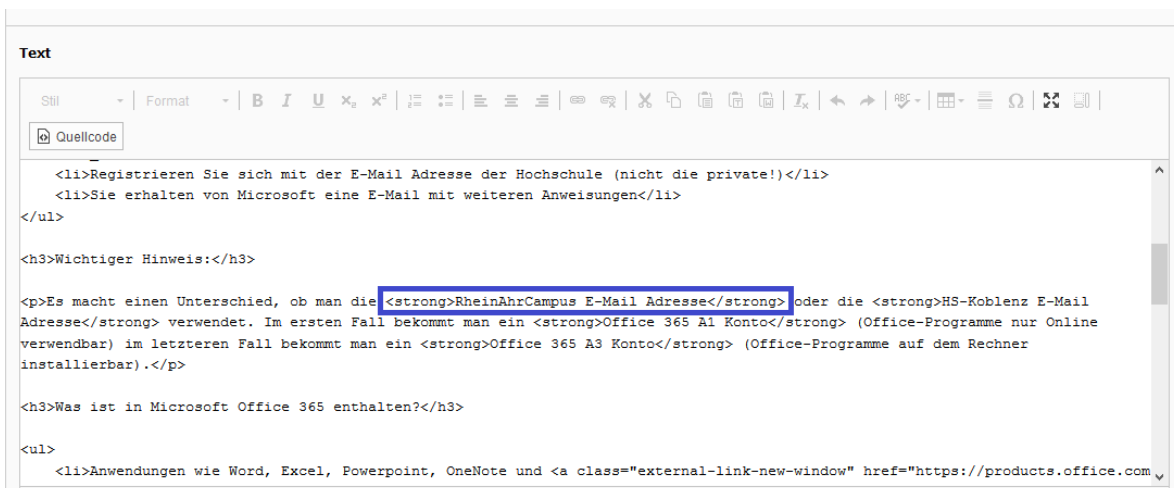 Text
Stil Format B I U x₂ x² Iₓ ABC Ω
Quellcode
<li>Registrieren Sie sich mit der E-Mail Adresse der Hochschule (nicht die private!)</li>
<li>Sie erhalten von Microsoft eine E-Mail mit weiteren Anweisungen</li>
</ul>
<h3>Wichtiger Hinweis:</h3>
<p>Es macht einen Unterschied, ob man die <strong>RheinAhrCampus E-Mail Adresse</strong> oder die <strong>HS-Koblenz E-Mail
Adresse</strong> verwendet. Im ersten Fall bekommt man ein <strong>Office 365 A1 Konto</strong> (Office-Programme nur Online
verwendbar) im letzteren Fall bekommt man ein <strong>Office 365 A3 Konto</strong> (Office-Programme auf dem Rechner
installierbar).</p>
<h3>Was ist in Microsoft Office 365 enthalten?</h3>
<ul>
<li>Anwendungen wie Word, Excel, Powerpoint, OneNote und <a class="external-link-new-window" href="https://products.office.com